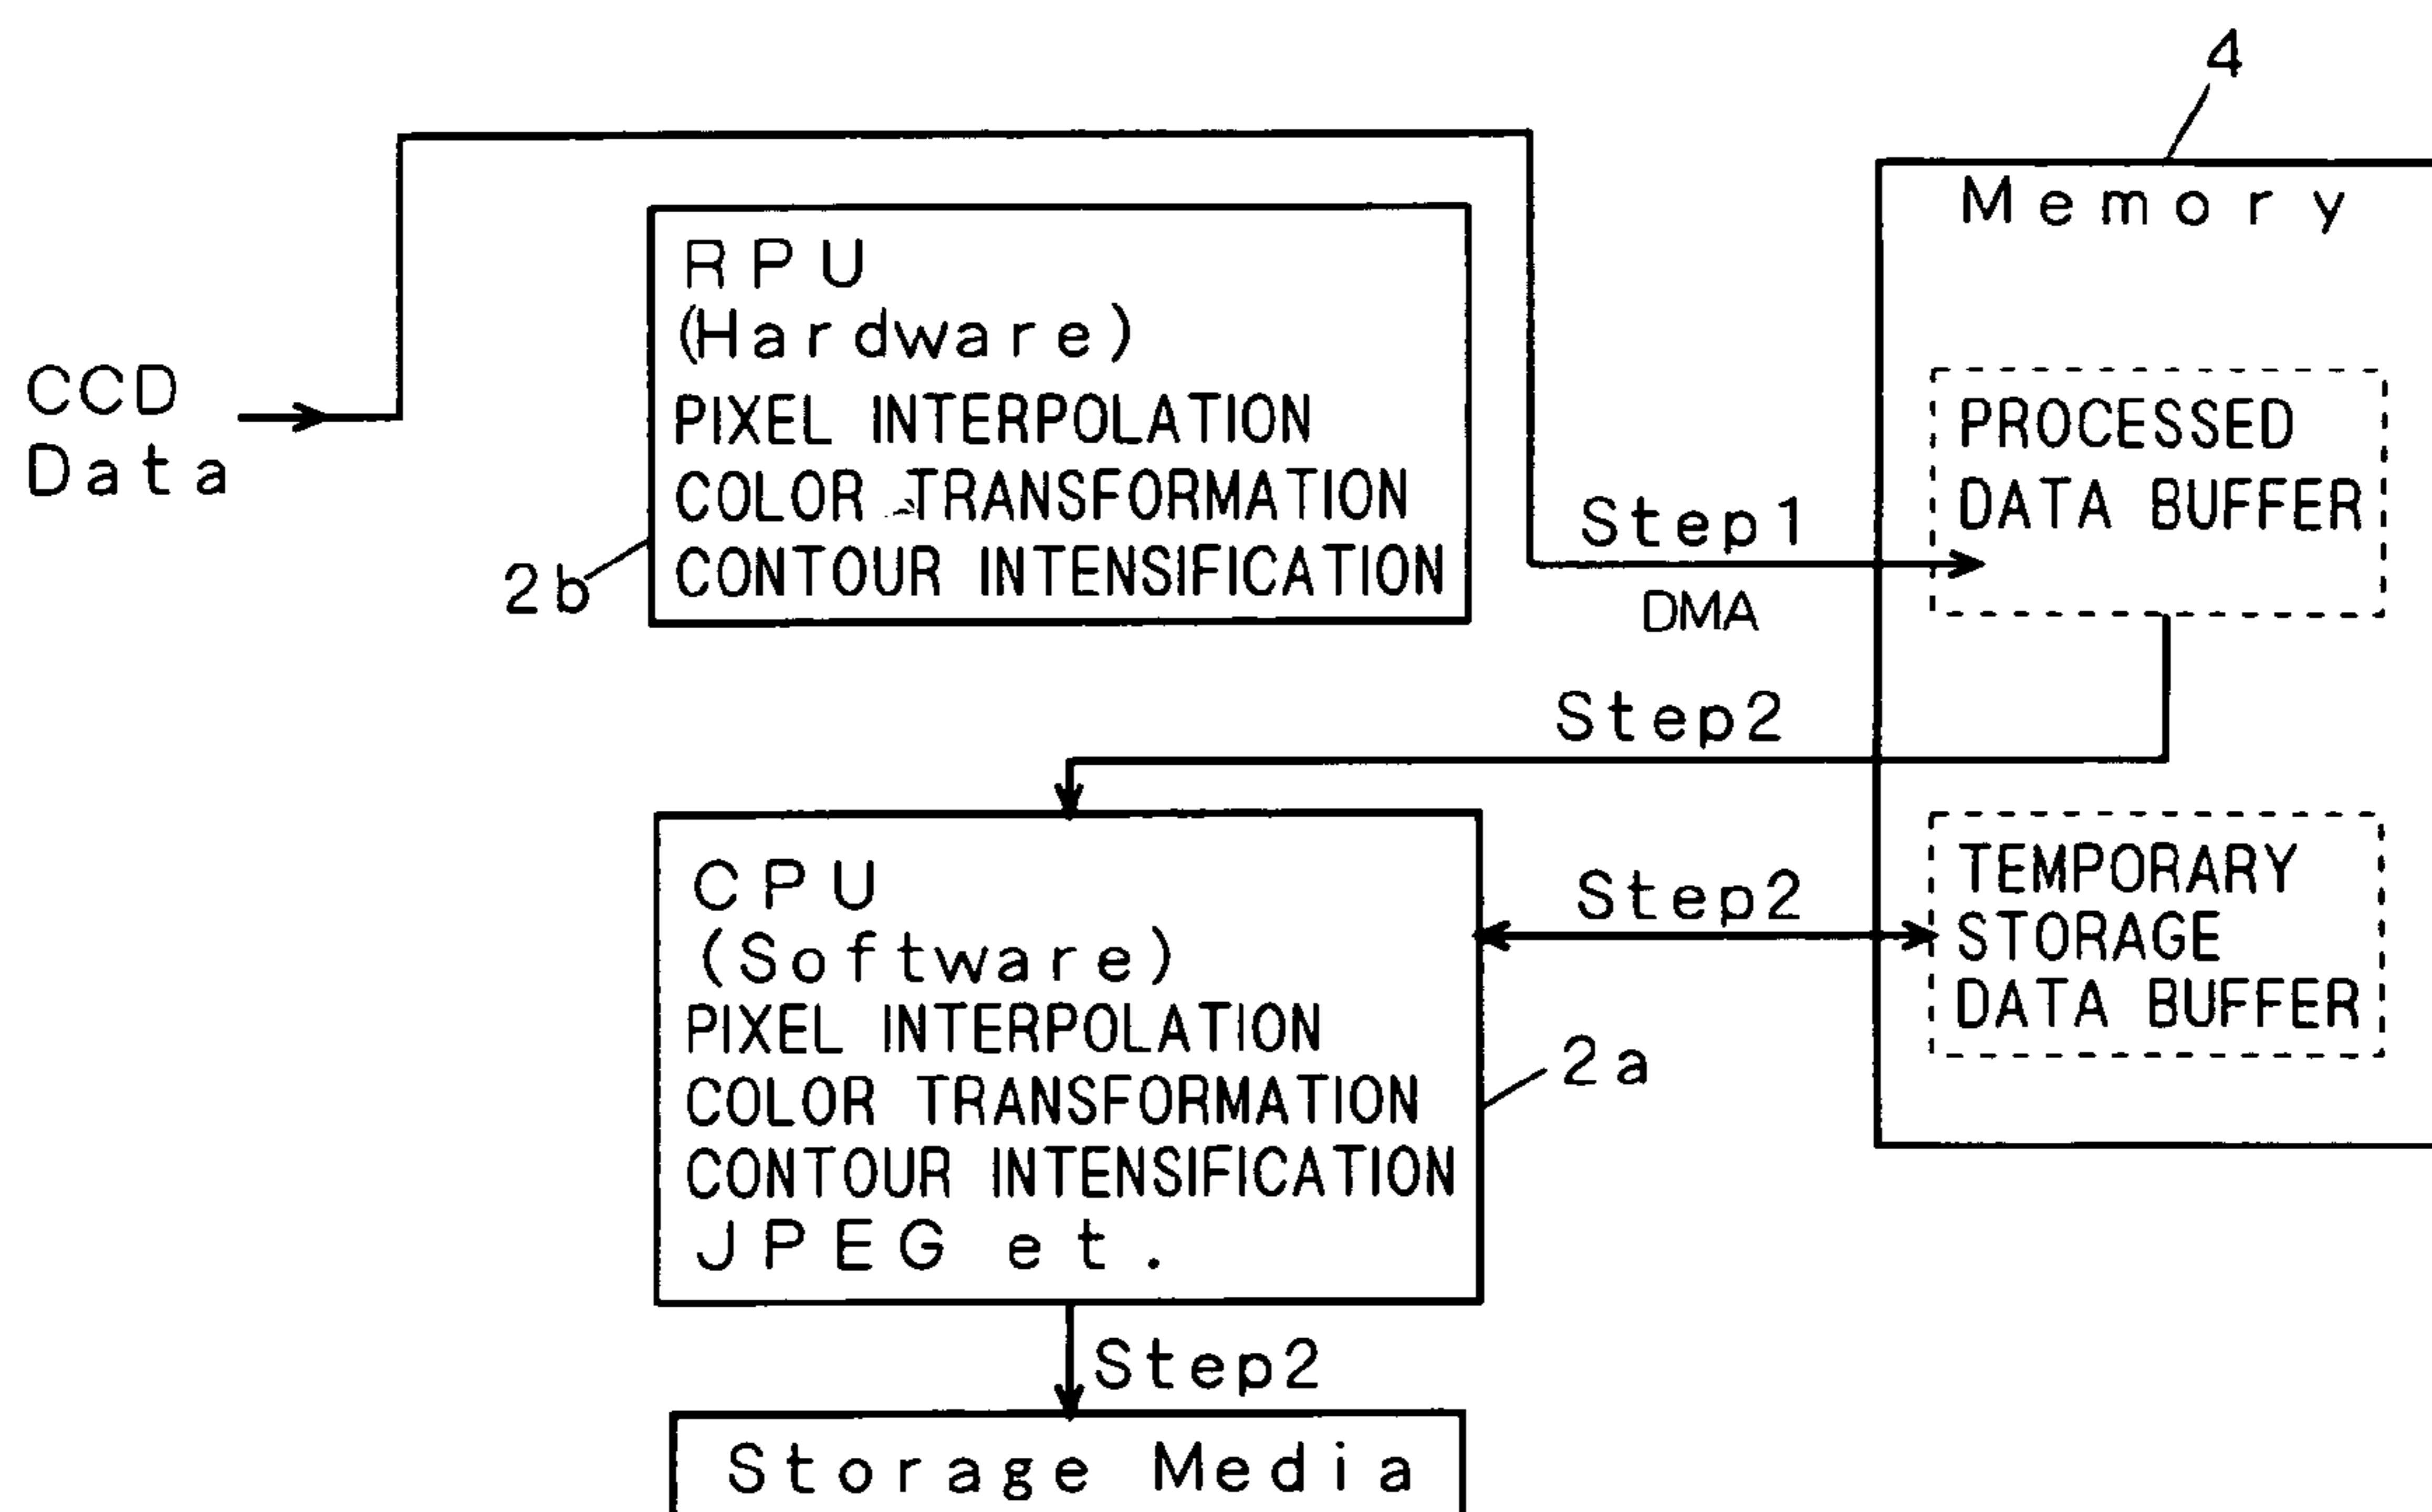 4
Memory
RPU
(Hardware)
PIXEL INTERPOLATION
COLOR TRANSFORMATION
CONTOUR INTENSIFICATION
2b
CCD
Data
PROCESSED
DATA BUFFER
Step1
DMA
Step2
CPU
(Software)
PIXEL INTERPOLATION
COLOR TRANSFORMATION
CONTOUR INTENSIFICATION
JPEG et.
2a
Step2
TEMPORARY
STORAGE
DATA BUFFER
Step2
Storage Media